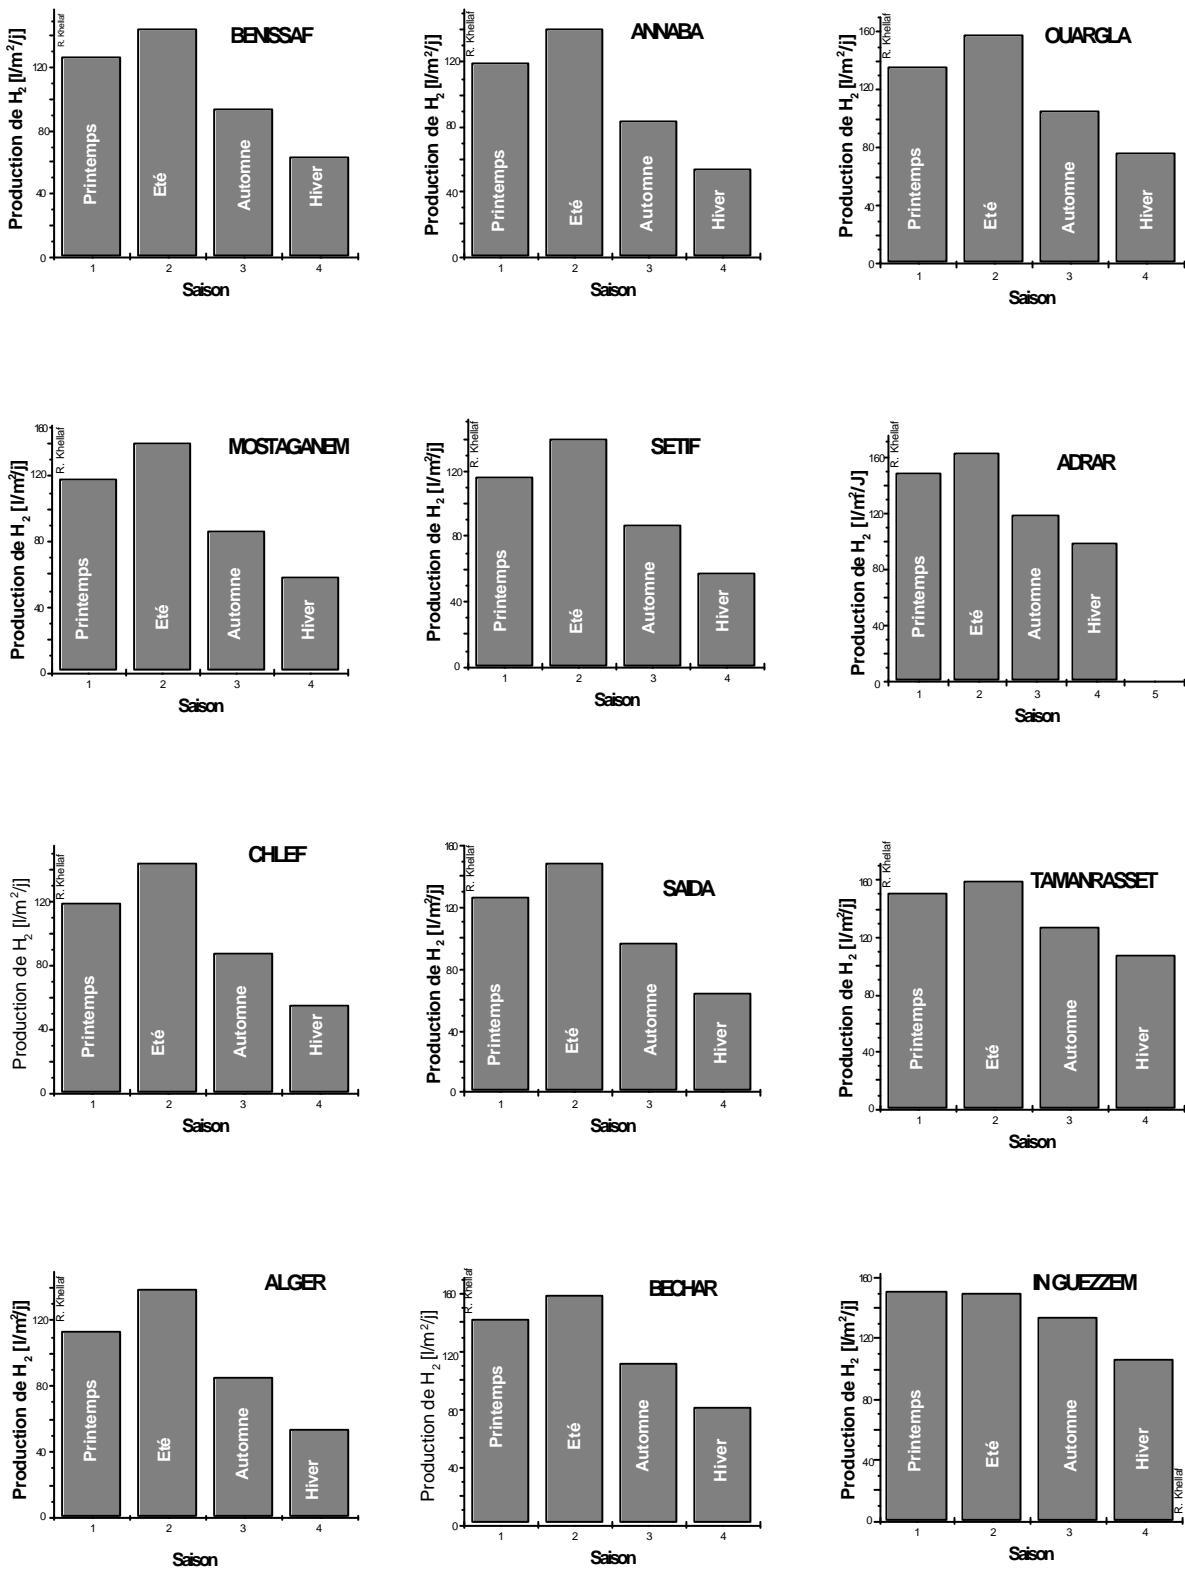 BENISSAF
R. Khellaf
Production de H2 [l/m²/j]
120
80
40
0
Printemps
Eté
Automne
Hiver
1 2 3 4
Saison
ANNABA
R. Khellaf
Production de H2 [l/m²/j]
120
80
40
0
Printemps
Eté
Automne
Hiver
1 2 3 4
Saison
OUARGLA
R. Khellaf
Production de H2 [l/m²/j]
160
120
80
40
0
Printemps
Eté
Automne
Hiver
1 2 3 4
Saison
MOSTAGANEM
R. Khellaf
Production de H2 [l/m²/j]
160
120
80
40
0
Printemps
Eté
Automne
Hiver
1 2 3 4
Saison
SETIF
R. Khellaf
Production de H2 [l/m²/j]
120
80
40
0
Printemps
Eté
Automne
Hiver
1 2 3 4
Saison
ADRAR
R. Khellaf
Production de H2 [l/m²/J]
160
120
80
40
0
Printemps
Eté
Automne
Hiver
1 2 3 4 5
Saison
CHLEF
R. Khellaf
Production de H2 [l/m²/j]
120
80
40
0
Printemps
Eté
Automne
Hiver
1 2 3 4
Saison
SAIDA
R. Khellaf
Production de H2 [l/m²/j]
160
120
80
40
0
Printemps
Eté
Automne
Hiver
1 2 3 4
Saison
TAMANRASSET
R. Khellaf
Production de H2 [l/m²/j]
160
120
80
40
0
Printemps
Eté
Automne
Hiver
1 2 3 4
Saison
ALGER
R. Khellaf
Production de H2 [l/m²/j]
120
80
40
0
Printemps
Eté
Automne
Hiver
1 2 3 4
Saison
BECHAR
R. Khellaf
Production de H2 [l/m²/j]
160
120
80
40
0
Printemps
Eté
Automne
Hiver
1 2 3 4
Saison
IN GUEZZEM
R. Khellaf
Production de H2 [l/m²/j]
160
120
80
40
0
Printemps
Eté
Automne
Hiver
1 2 3 4
Saison